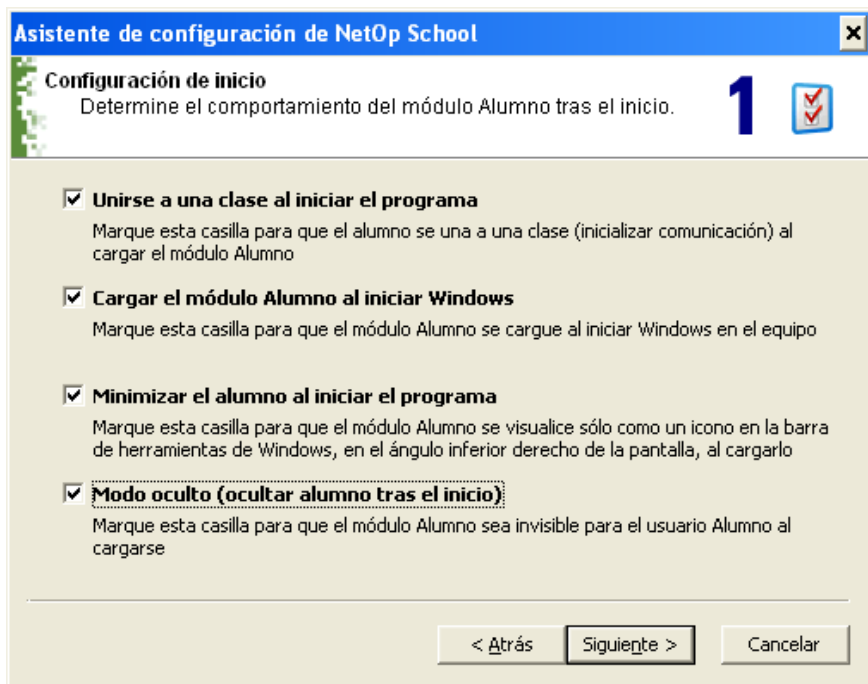 Asistente de configuración de NetOp School
Configuración de inicio
Determine el comportamiento del módulo Alumno tras el inicio.
1
Unirse a una clase al iniciar el programa
Marque esta casilla para que el alumno se una a una clase (inicializar comunicación) al
cargar el módulo Alumno
Cargar el módulo Alumno al iniciar Windows
Marque esta casilla para que el módulo Alumno se cargue al iniciar Windows en el equipo
Minimizar el alumno al iniciar el programa
Marque esta casilla para que el módulo Alumno se visualice sólo como un icono en la barra
de herramientas de Windows, en el ángulo inferior derecho de la pantalla, al cargarlo
Modo oculto (ocultar alumno tras el inicio)
Marque esta casilla para que el módulo Alumno sea invisible para el usuario Alumno al
cargarse
< Atrás Siguiente > Cancelar